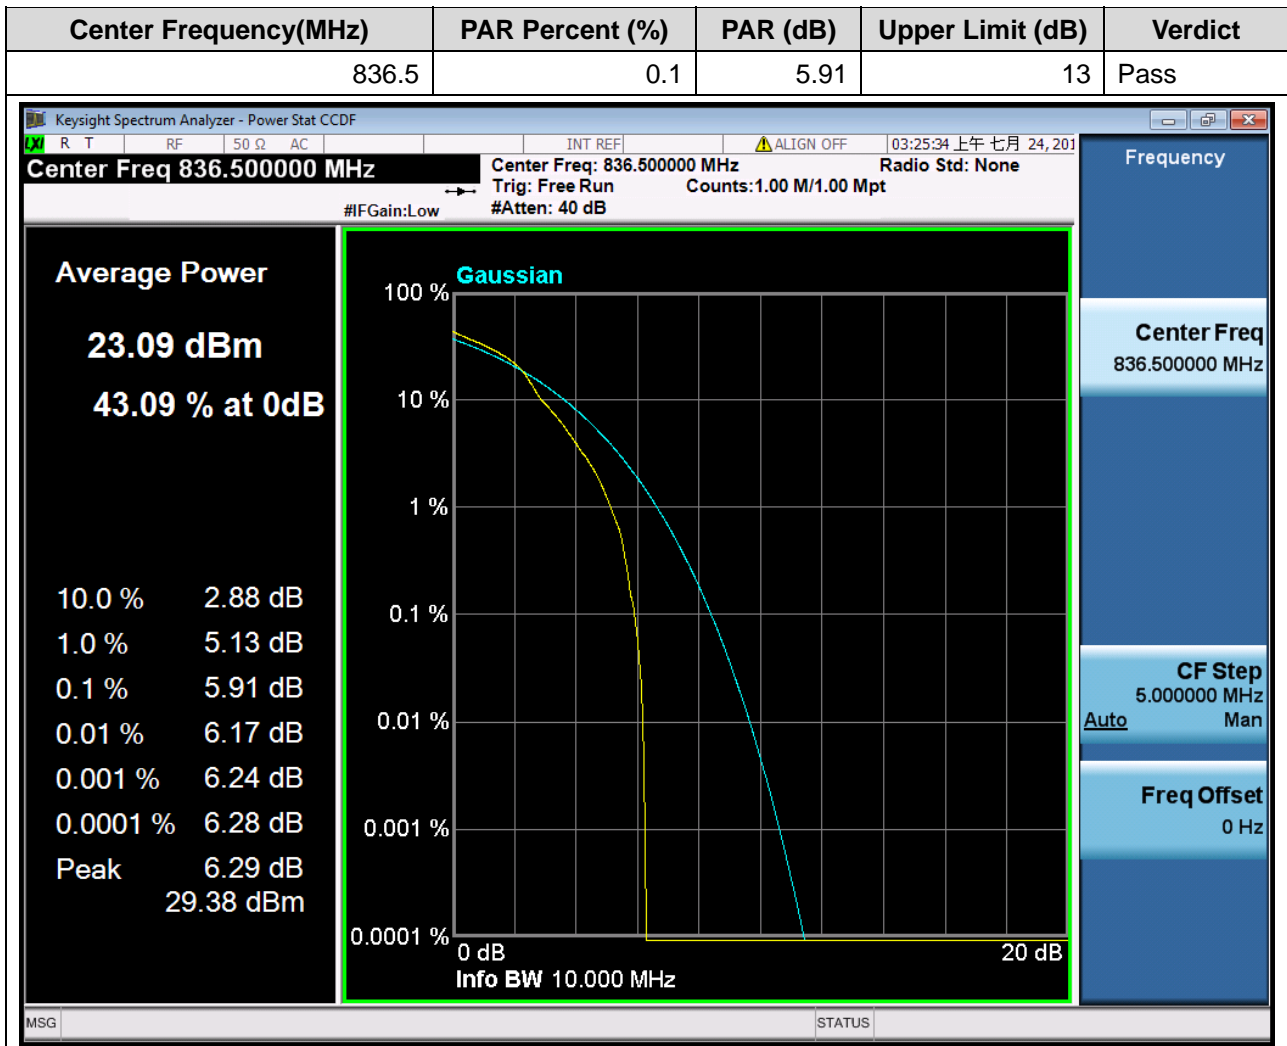 Center Frequency(MHz) PAR Percent (%) PAR (dB) Upper Limit (dB) Verdict
836.5 0.1 5.91 13 Pass
Keysight Spectrum Analyzer - Power Stat CCDF
LXI R T RF 50 Ω AC INT REF ALIGN OFF 03:25:34 上午 七月 24, 201
Center Freq 836.500000 MHz
Center Freq: 836.500000 MHz Radio Std: None
Trig: Free Run Counts:1.00 M/1.00 Mpt
#IFGain:Low #Atten: 40 dB
Average Power
23.09 dBm
43.09 % at 0dB
10.0 % 2.88 dB
1.0 % 5.13 dB
0.1 % 5.91 dB
0.01 % 6.17 dB
0.001 % 6.24 dB
0.0001 % 6.28 dB
Peak 6.29 dB
29.38 dBm
Gaussian
100 %
10 %
1 %
0.1 %
0.01 %
0.001 %
0.0001 %
0 dB 20 dB
Info BW 10.000 MHz
Frequency
Center Freq
836.500000 MHz
CF Step
5.000000 MHz
Auto Man
Freq Offset
0 Hz
MSG STATUS